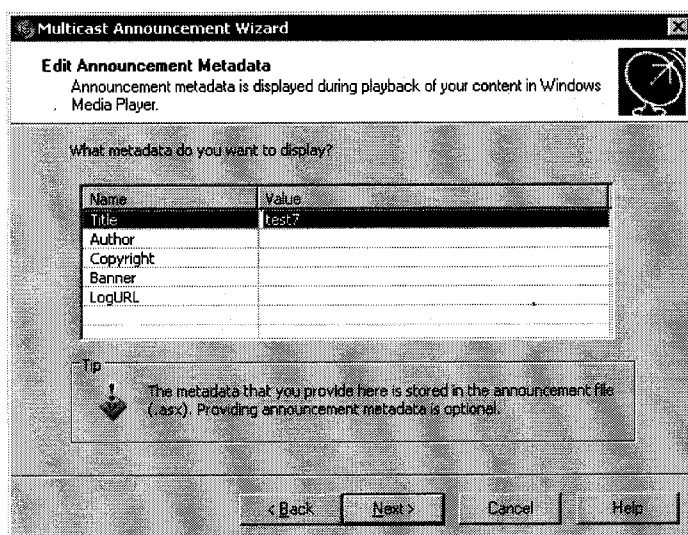 Multicast Announcement Wizard
Edit Announcement Metadata
Announcement metadata is displayed during playback of your content in Windows
Media Player.
What metadata do you want to display?
Name Value
Title test7
Author
Copyright
Banner
LogURL
Tip
The metadata that you provide here is stored in the announcement file
(.asx). Providing announcement metadata is optional.
< Back Next > Cancel Help